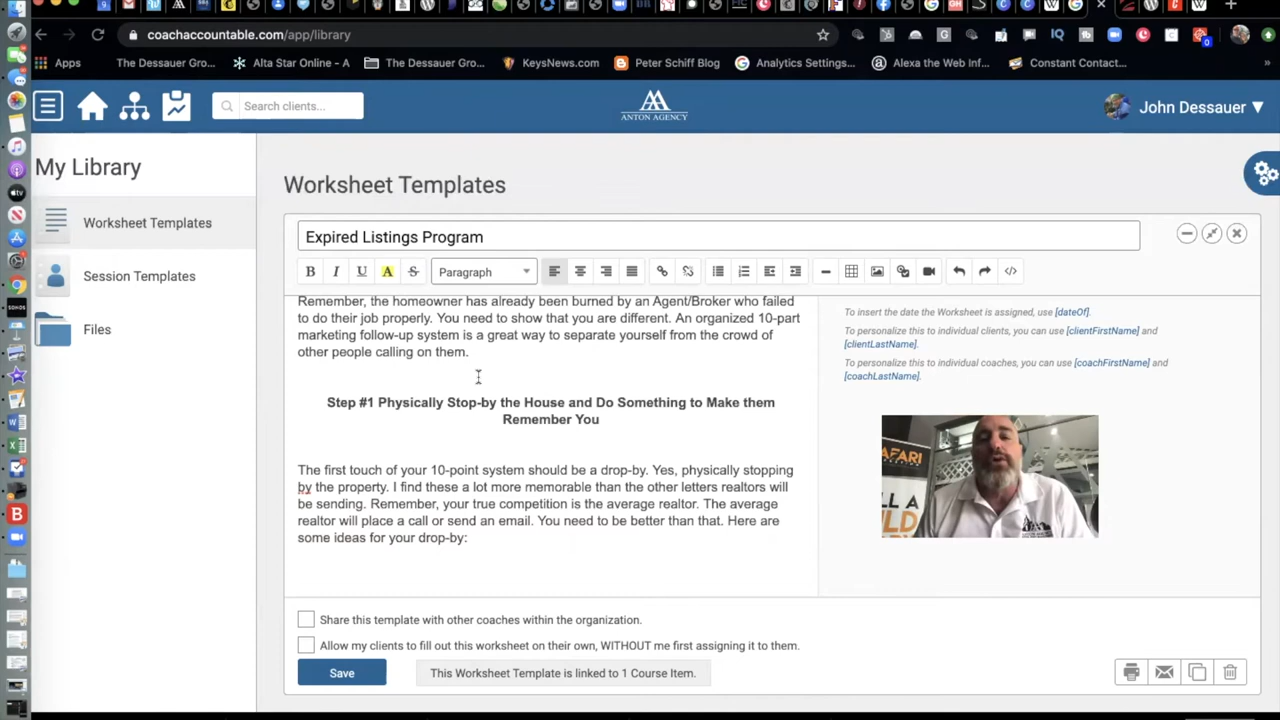 coachaccountable.com/app/library
Apps
The Dessauer Gro...
Alta Star Online - A
The Dessauer Gro...
KeysNews.com
Peter Schiff Blog
Analytics Settings...
Alexa the Web Inf...
Constant Contact...
»
Search clients...
ANTON AGENCY
John Dessauer ▼
My Library
Worksheet Templates
Session Templates
Files
Worksheet Templates
Expired Listings Program
B I U A S Paragraph
Remember, the homeowner has already been burned by an Agent/Broker who failed
to do their job properly. You need to show that you are different. An organized 10-part
marketing follow-up system is a great way to separate yourself from the crowd of
other people calling on them.
Step #1 Physically Stop-by the House and Do Something to Make them
Remember You
The first touch of your 10-point system should be a drop-by. Yes, physically stopping
by the property. I find these a lot more memorable than the other letters realtors will
be sending. Remember, your true competition is the average realtor. The average
realtor will place a call or send an email. You need to be better than that. Here are
some ideas for your drop-by:
To insert the date the Worksheet is assigned, use [dateOf].
To personalize this to individual clients, you can use [clientFirstName] and
[clientLastName].
To personalize this to individual coaches, you can use [coachFirstName] and
[coachLastName].
AFARI
Share this template with other coaches within the organization.
Allow my clients to fill out this worksheet on their own, WITHOUT me first assigning it to them.
Save
This Worksheet Template is linked to 1 Course Item.